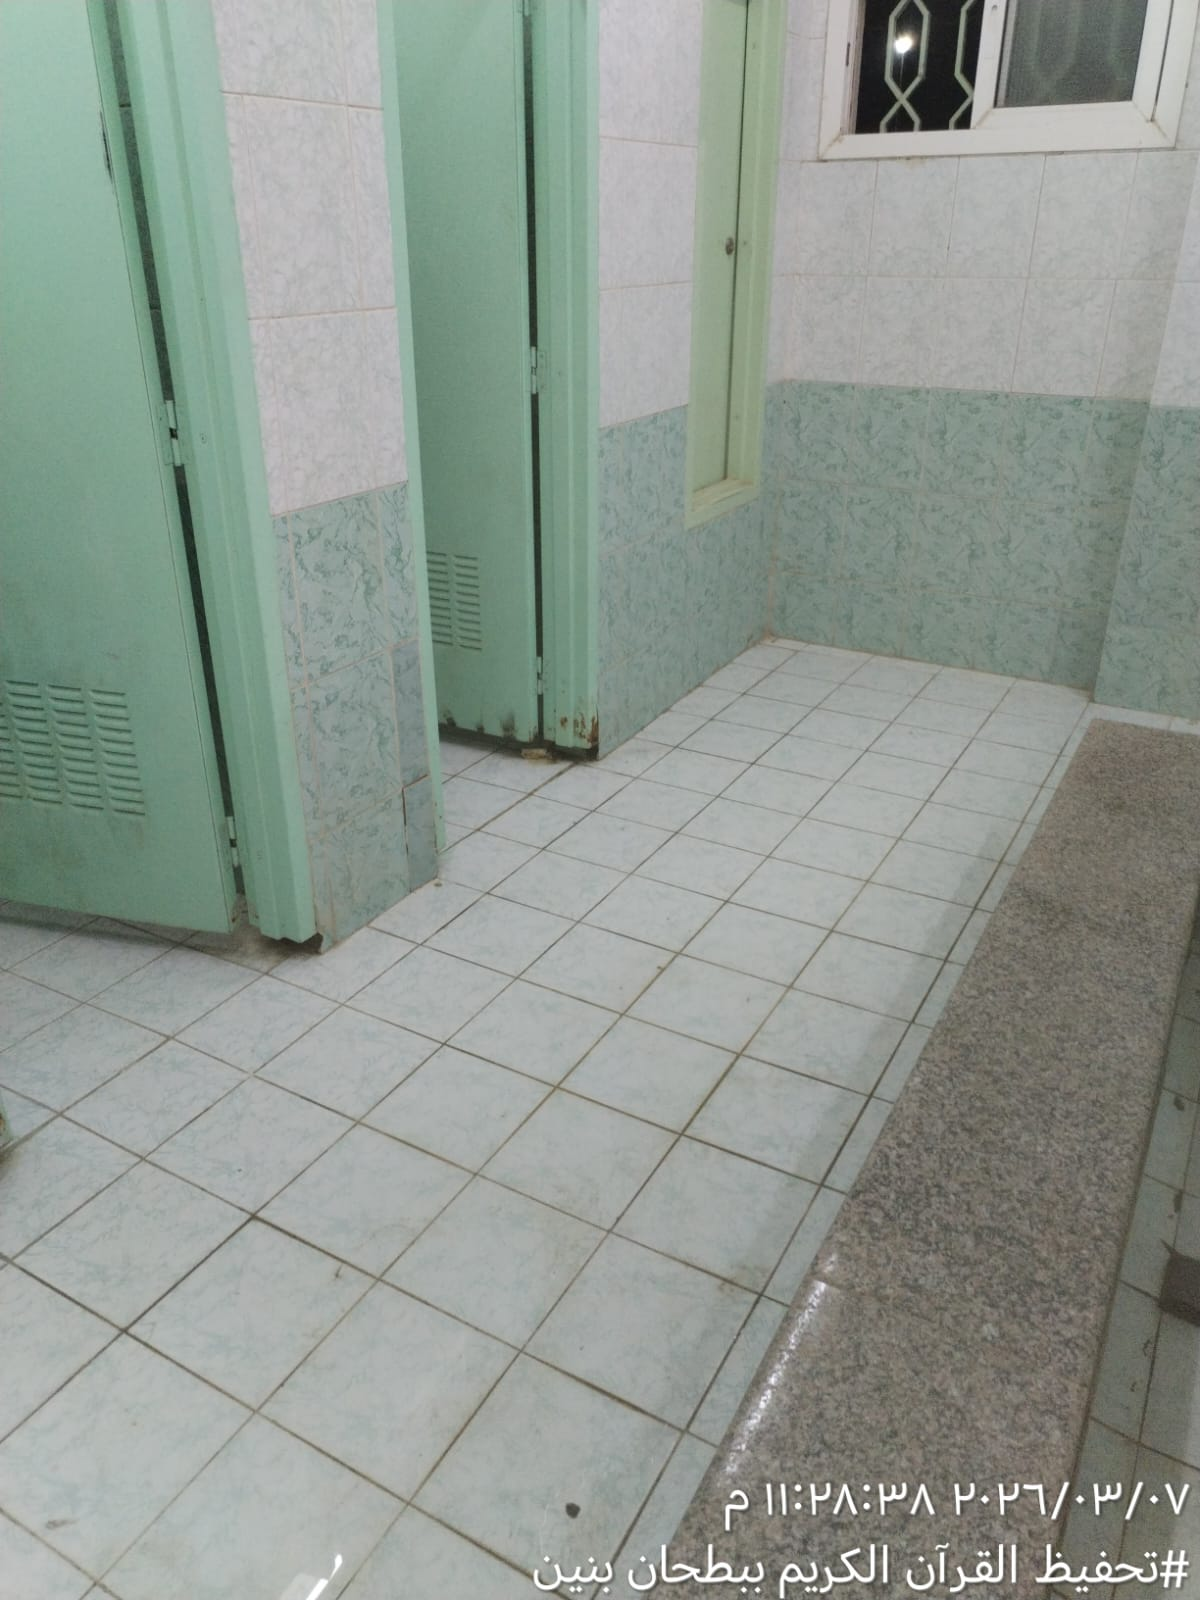 ٢٠٢٦/٠٣/٠٧ ١١:٢٨:٣٨ م
#تحفيظ القرآن الكريم ببطحان بنين